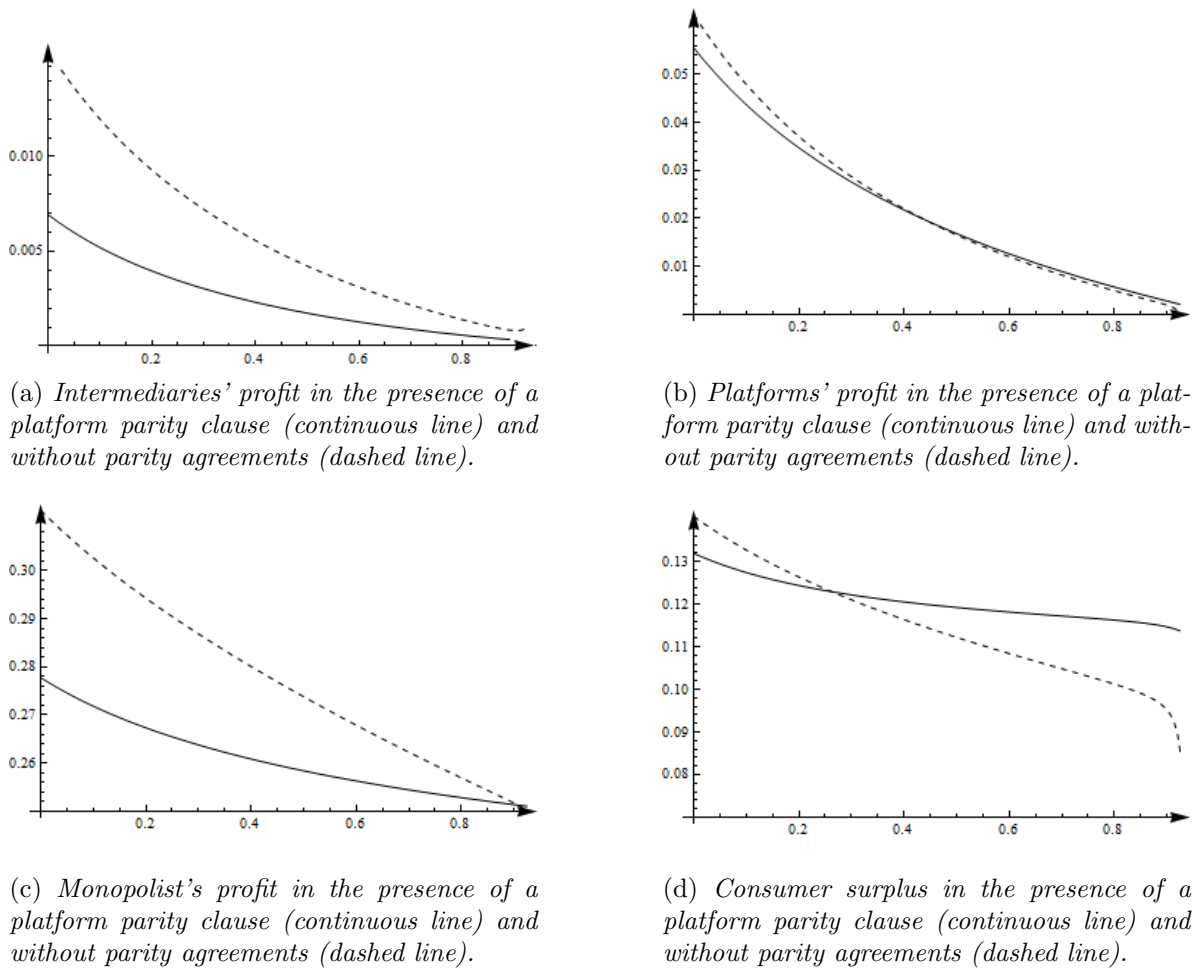 0.010
0.005
0.2 0.4 0.6 0.8
(a) Intermediaries' profit in the presence of a
platform parity clause (continuous line) and
without parity agreements (dashed line).
0.05
0.04
0.03
0.02
0.01
0.2 0.4 0.6 0.8
(b) Platforms' profit in the presence of a plat-
form parity clause (continuous line) and with-
out parity agreements (dashed line).
0.30
0.29
0.28
0.27
0.26
0.2 0.4 0.6 0.8
(c) Monopolist's profit in the presence of a
platform parity clause (continuous line) and
without parity agreements (dashed line).
0.13
0.12
0.11
0.10
0.09
0.08
0.2 0.4 0.6 0.8
(d) Consumer surplus in the presence of a
platform parity clause (continuous line) and
without parity agreements (dashed line).